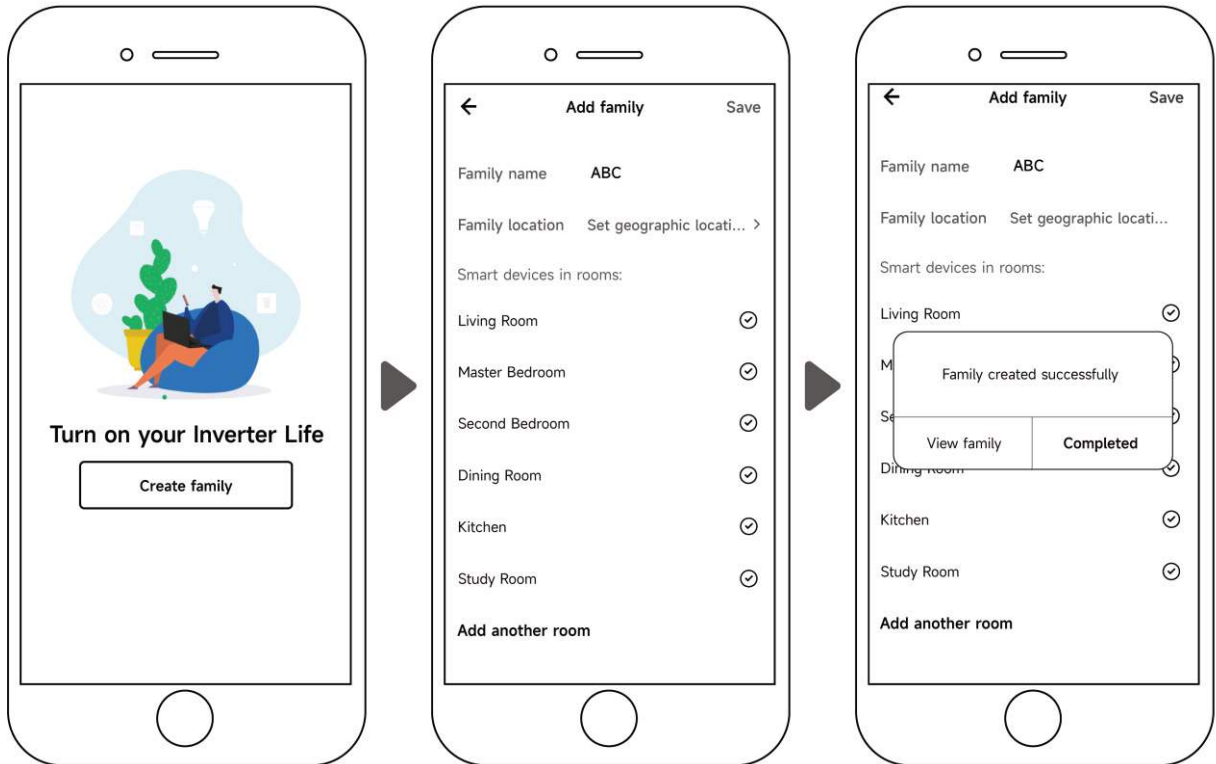 Turn on your Inverter Life
Create family
Add family Save
Family name ABC
Family location Set geographic locati... >
Smart devices in rooms:
Living Room
Master Bedroom
Second Bedroom
Dining Room
Kitchen
Study Room
Add another room
Add family Save
Family name ABC
Family location Set geographic locati...
Smart devices in rooms:
Living Room
M
Family created successfully
Se
View family Completed
Dining Room
Kitchen
Study Room
Add another room